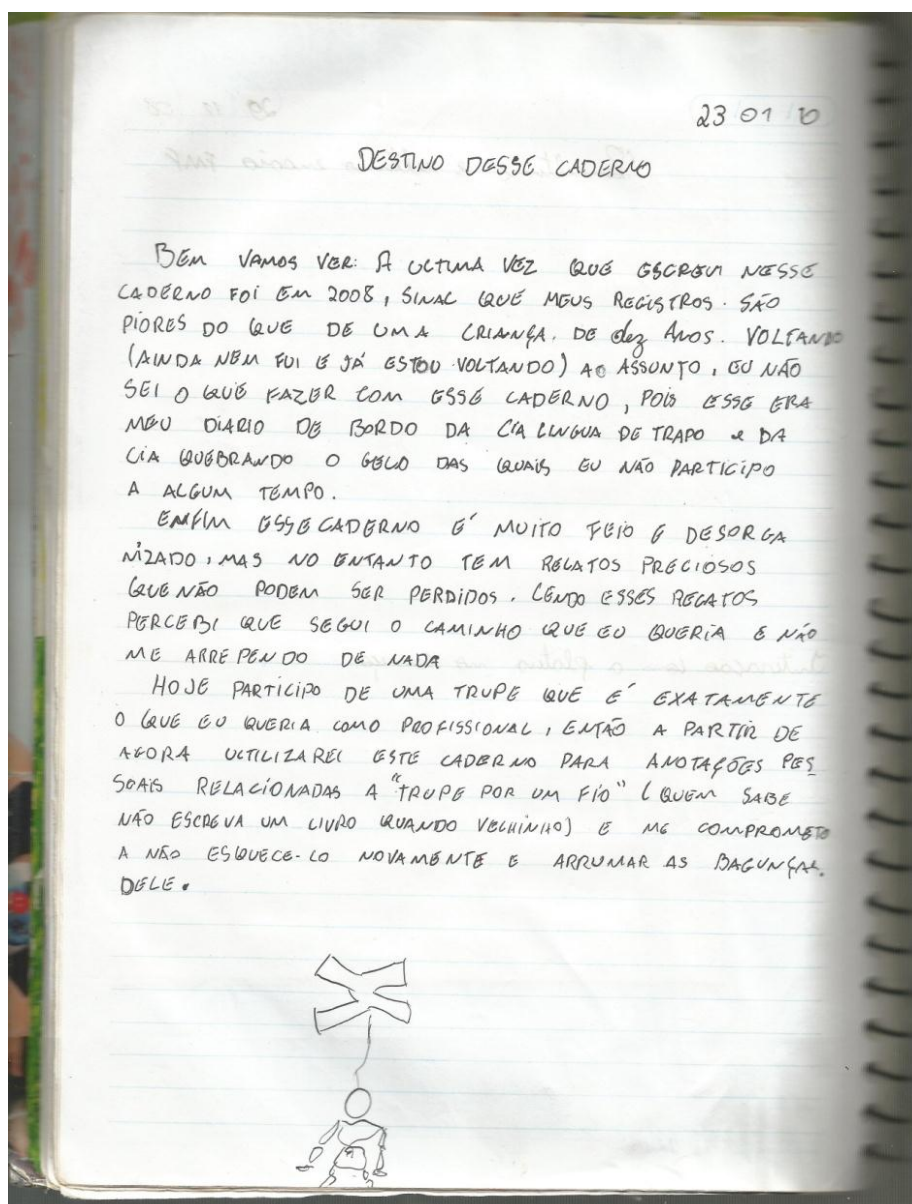 23 01 10
DESTINO DESSE CADERNO
BEM VAMOS VER: A ULTIMA VEZ QUE ESCREVI NESSE
CADERNO FOI EM 2008, SINAL QUE MEUS REGISTROS. SÃO
PIORES DO QUE DE UMA CRIANÇA. DE dez Anos. VOLTANDO
(AINDA NEM FUI E JÁ ESTOU VOLTANDO) AO ASSUNTO, EU NÃO
SEI O QUE FAZER COM ESSE CADERNO, POIS ESSE ERA
MEU DIARIO DE BORDO DA CIA LINGUA DE TRAPO e DA
CIA QUEBRANDO O GELO DAS QUAIS EU NÃO PARTICIPO
A ALGUM TEMPO.
ENFIM ESSE CADERNO E' MUITO FEIO E DESORGA
NIZADO, MAS NO ENTANTO TEM RELATOS PRECIOSOS
QUE NÃO PODEM SER PERDIDOS. LENDO ESSES RELATOS
PERCEBI QUE SEGUI O CAMINHO QUE EU QUERIA E NÃO
ME ARREPENDO DE NADA
HOJE PARTICIPO DE UMA TRUPE QUE E' EXATAMENTE
O QUE EU QUERIA COMO PROFISSIONAL, ENTÃO A PARTIR DE
AGORA ULTILIZAREI ESTE CADERNO PARA ANOTAÇÕES PES
SOAIS RELACIONADAS A "TRUPE POR UM FIO" (QUEM SABE
NÃO ESCREVA UM LIVRO QUANDO VELHINHO) E ME COMPROMETO
A NÃO ESQUECE-LO NOVAMENTE E ARRUMAR AS BAGUNÇAS.
DELE.